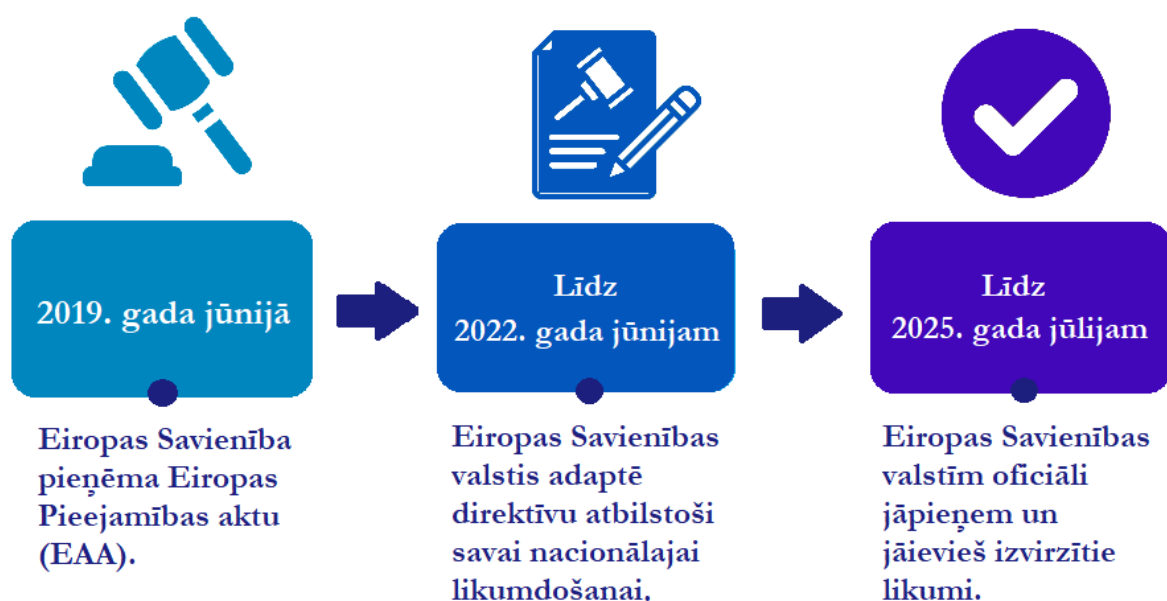 2019. gada jūnijā
Eiropas Savienība
pieņēma Eiropas
Pieejamības aktu
(EAA).
Līdz
2022. gada jūnijam
Eiropas Savienības
valstis adaptē
direktīvu atbilstoši
savai nacionālajai
likumdošanai,
Līdz
2025. gada jūlijam
Eiropas Savienības
valstīm oficiāli
jāpieņem un
jāievieš izvirzītie
likumi.